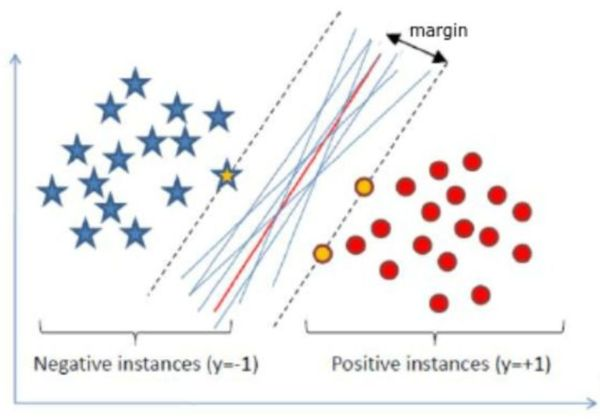 margin
Negative instances (y=-1)
Positive instances (y=+1)